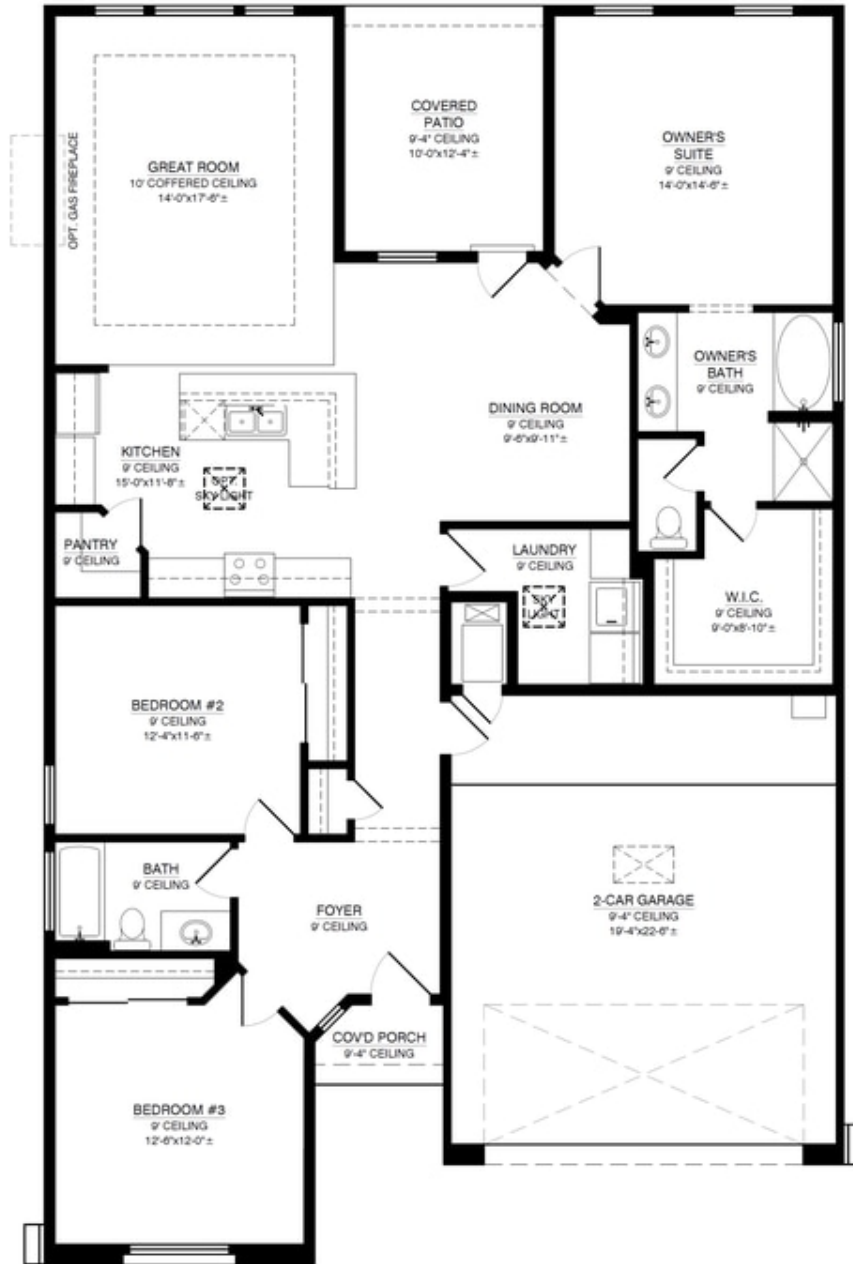 COVERED
PATIO
9'-4" CEILING
10'-0"x12'-4"±
OWNER'S
SUITE
9' CEILING
14'-0"x14'-6"±
GREAT ROOM
10' COFFERED CEILING
14'-0"x17'-6"±
OPT. GAS FIREPLACE
OWNER'S
BATH
9' CEILING
DINING ROOM
9' CEILING
9'-6"x9'-11"±
KITCHEN
9' CEILING
15'-0"x11'-8"±
OPT.
SKYLIGHT
PANTRY
9' CEILING
LAUNDRY
9' CEILING
SKY
LIGHT
W.I.C.
9' CEILING
9'-0"x8'-10"±
BEDROOM #2
9' CEILING
12'-4"x11'-6"±
BATH
9' CEILING
FOYER
9' CEILING
2-CAR GARAGE
9'-4" CEILING
19'-4"x22'-6"±
COV'D PORCH
9'-4" CEILING
BEDROOM #3
9' CEILING
12'-6"x12'-0"±